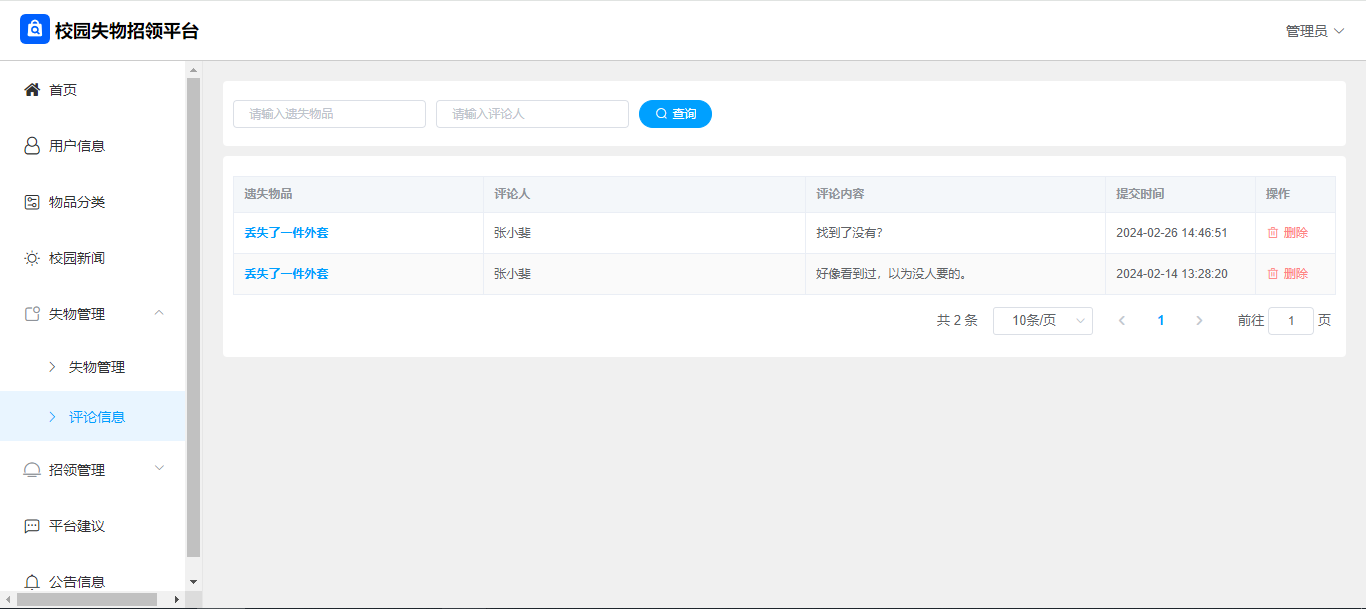 校园失物招领平台
管理员
首页
用户信息
物品分类
校园新闻
失物管理
失物管理
评论信息
招领管理
平台建议
公告信息
请输入遗失物品 请输入评论人 查询
遗失物品 评论人 评论内容 提交时间 操作
丢失了一件外套 张小斐 找到了没有? 2024-02-26 14:46:51 删除
丢失了一件外套 张小斐 好像看到过，以为没人要的。 2024-02-14 13:28:20 删除
共 2 条 10条/页 1 前往 1 页